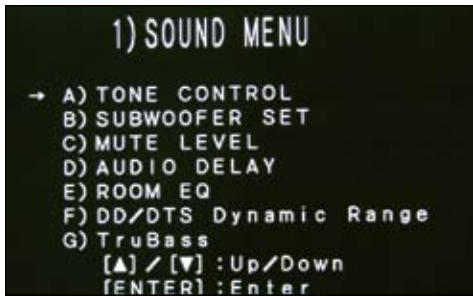 1) SOUND MENU
→ A) TONE CONTROL
B) SUBWOOFER SET
C) MUTE LEVEL
D) AUDIO DELAY
E) ROOM EQ
F) DD/DTS Dynamic Range
G) TruBass
[▲] / [▼] : Up/Down
[ENTER] : Enter